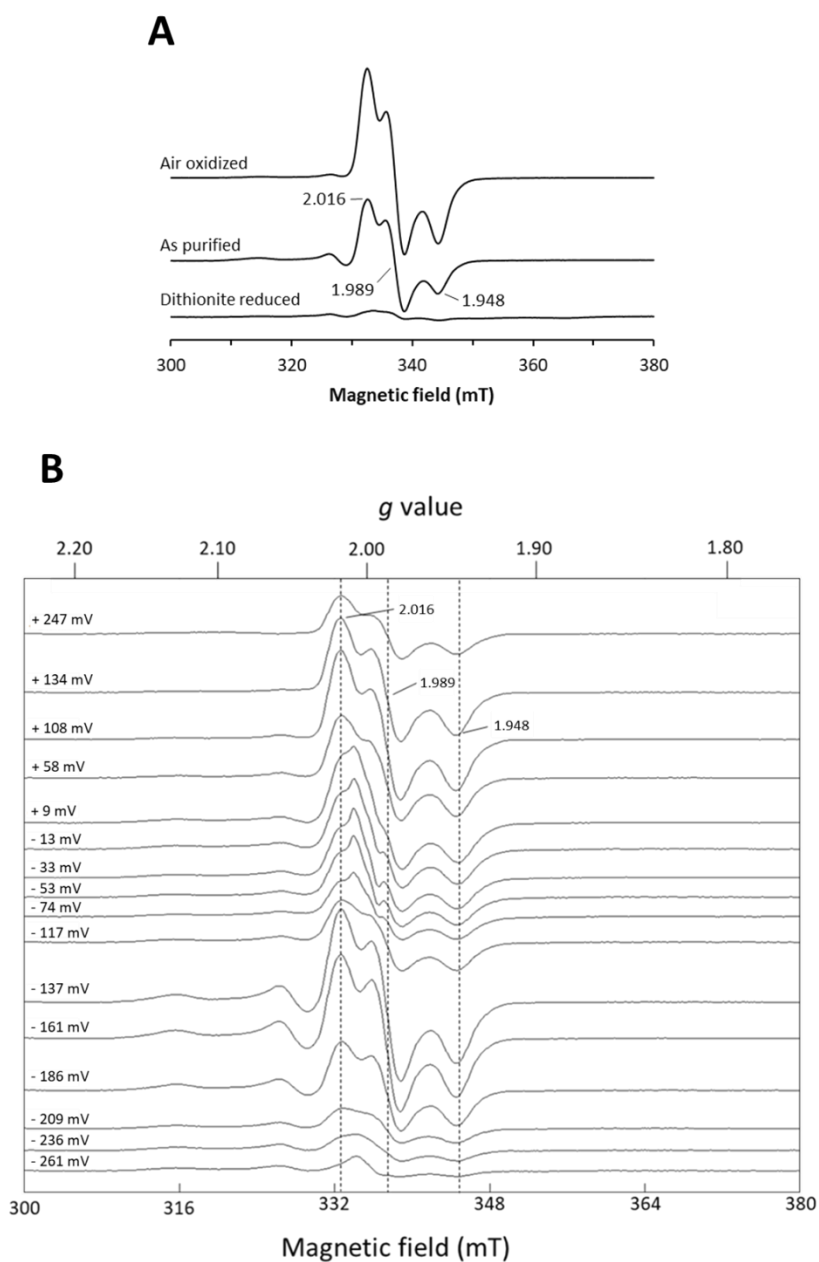 A
Air oxidized
2.016
As purified
1.989
1.948
Dithionite reduced
300 320 340 360 380
Magnetic field (mT)
B
g value
2.20 2.10 2.00 1.90 1.80
+ 247 mV
2.016
+ 134 mV
1.989
+ 108 mV
1.948
+ 58 mV
+ 9 mV
- 13 mV
- 33 mV
- 53 mV
- 74 mV
- 117 mV
- 137 mV
- 161 mV
- 186 mV
- 209 mV
- 236 mV
- 261 mV
300 316 332 348 364 380
Magnetic field (mT)